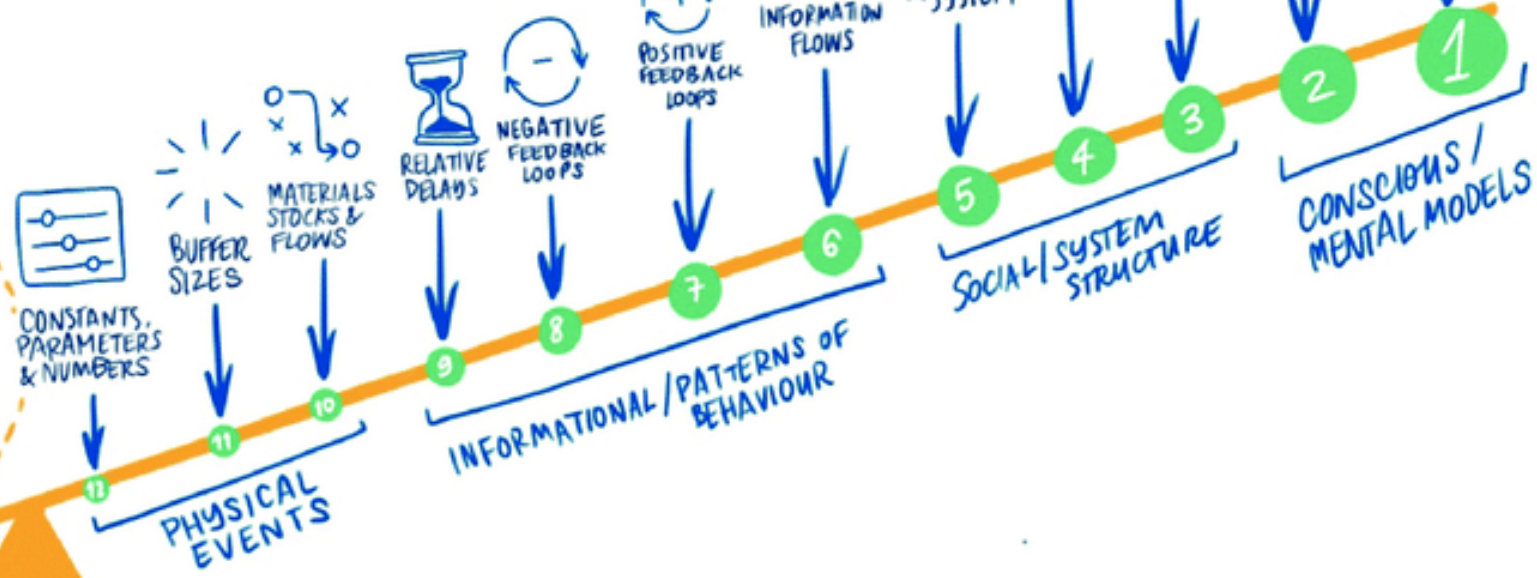 CONSTANTS,
PARAMETERS
& NUMBERS
BUFFER
SIZES
MATERIALS
STOCKS &
FLOWS
RELATIVE
DELAYS
NEGATIVE
FEEDBACK
LOOPS
POSITIVE
FEEDBACK
LOOPS
INFORMATION
FLOWS
12
11
10
9
8
7
6
5
4
3
2
1
PHYSICAL
EVENTS
INFORMATIONAL/PATTERNS OF
BEHAVIOUR
SOCIAL/SYSTEM
STRUCTURE
CONSCIOUS/
MENTAL MODELS